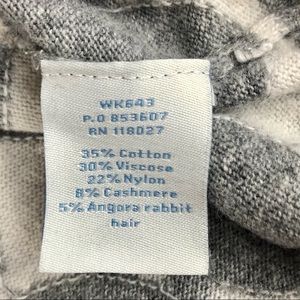 WK643
P.O 853607
RN 118027
35% Cotton
30% Viscose
22% Nylon
8% Cashmere
5% Angora rabbit
hair